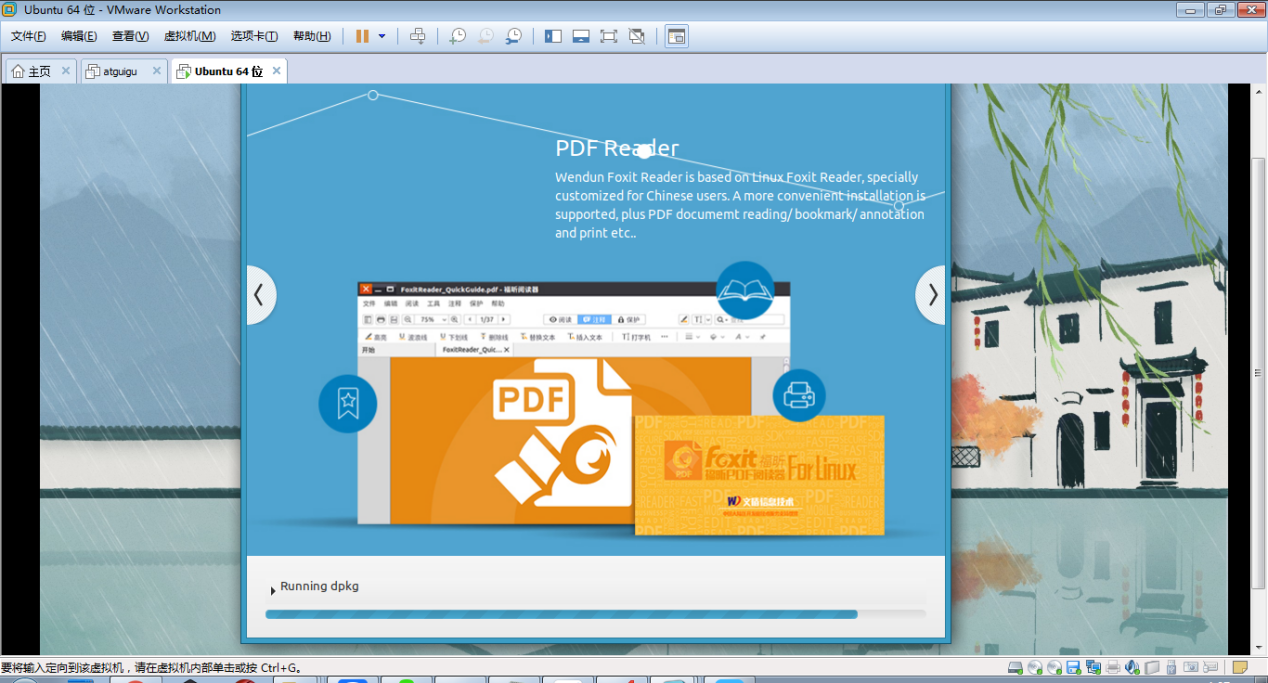 Ubuntu 64 位 - VMware Workstation
文件(F) 编辑(E) 查看(V) 虚拟机(M) 选项卡(T) 帮助(H)
主页 atguigu Ubuntu 64 位
PDF Reader
Wendun Foxit Reader is based on Linux Foxit Reader, specially
customized for Chinese users. A more convenient installation is
supported, plus PDF documemt reading/ bookmark/ annotation
and print etc..
FoxitReader_QuickGuide.pdf - 福昕阅读器
文件 编辑 阅读 工具 注释 保护 帮助
75% 1/37 阅读 注释 保护
高亮 波浪线 下划线 删除线 替换文本 插入文本 打字机
开始 FoxitReader_Quic...
PDF
PDF
Foxit 福昕 For Linux
福昕PDF阅读器
文盾信息技术
Running dpkg
要将输入定向到该虚拟机，请在虚拟机内部单击或按 Ctrl+G。